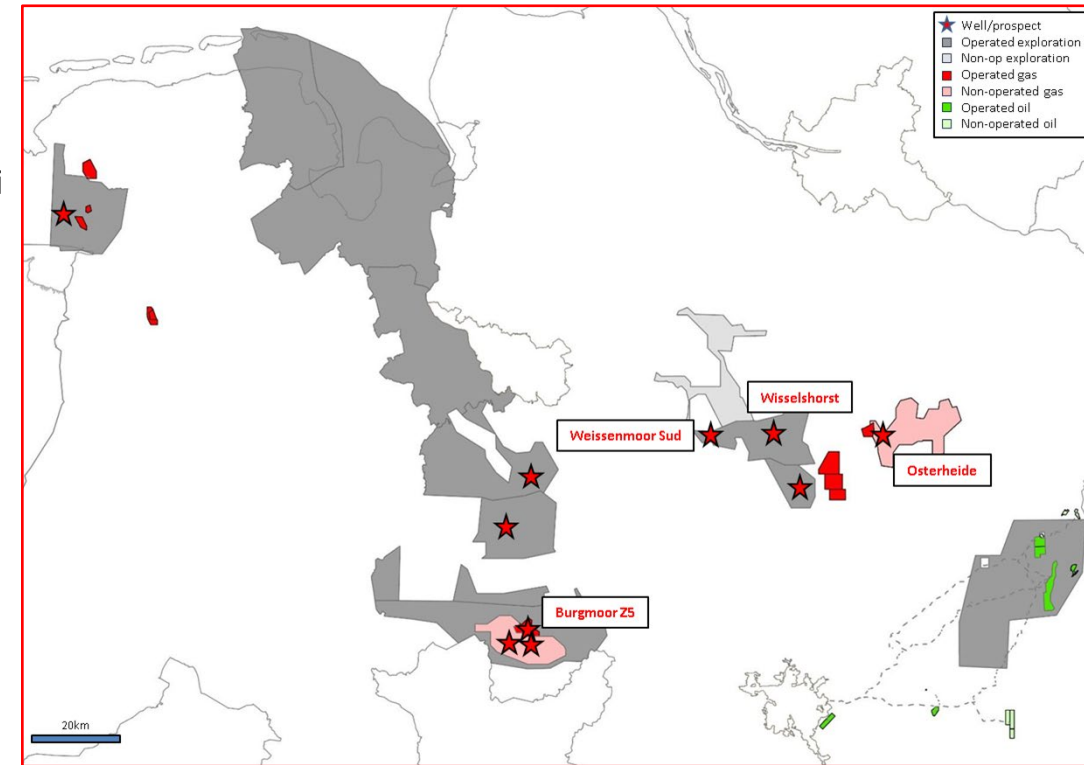 Well/prospect
Operated exploration
Non-op exploration
Operated gas
Non-operated gas
Operated oil
Non-operated oil
Wisselshorst
Weissenmoor Sud
Osterheide
Burgmoor Z5
20km